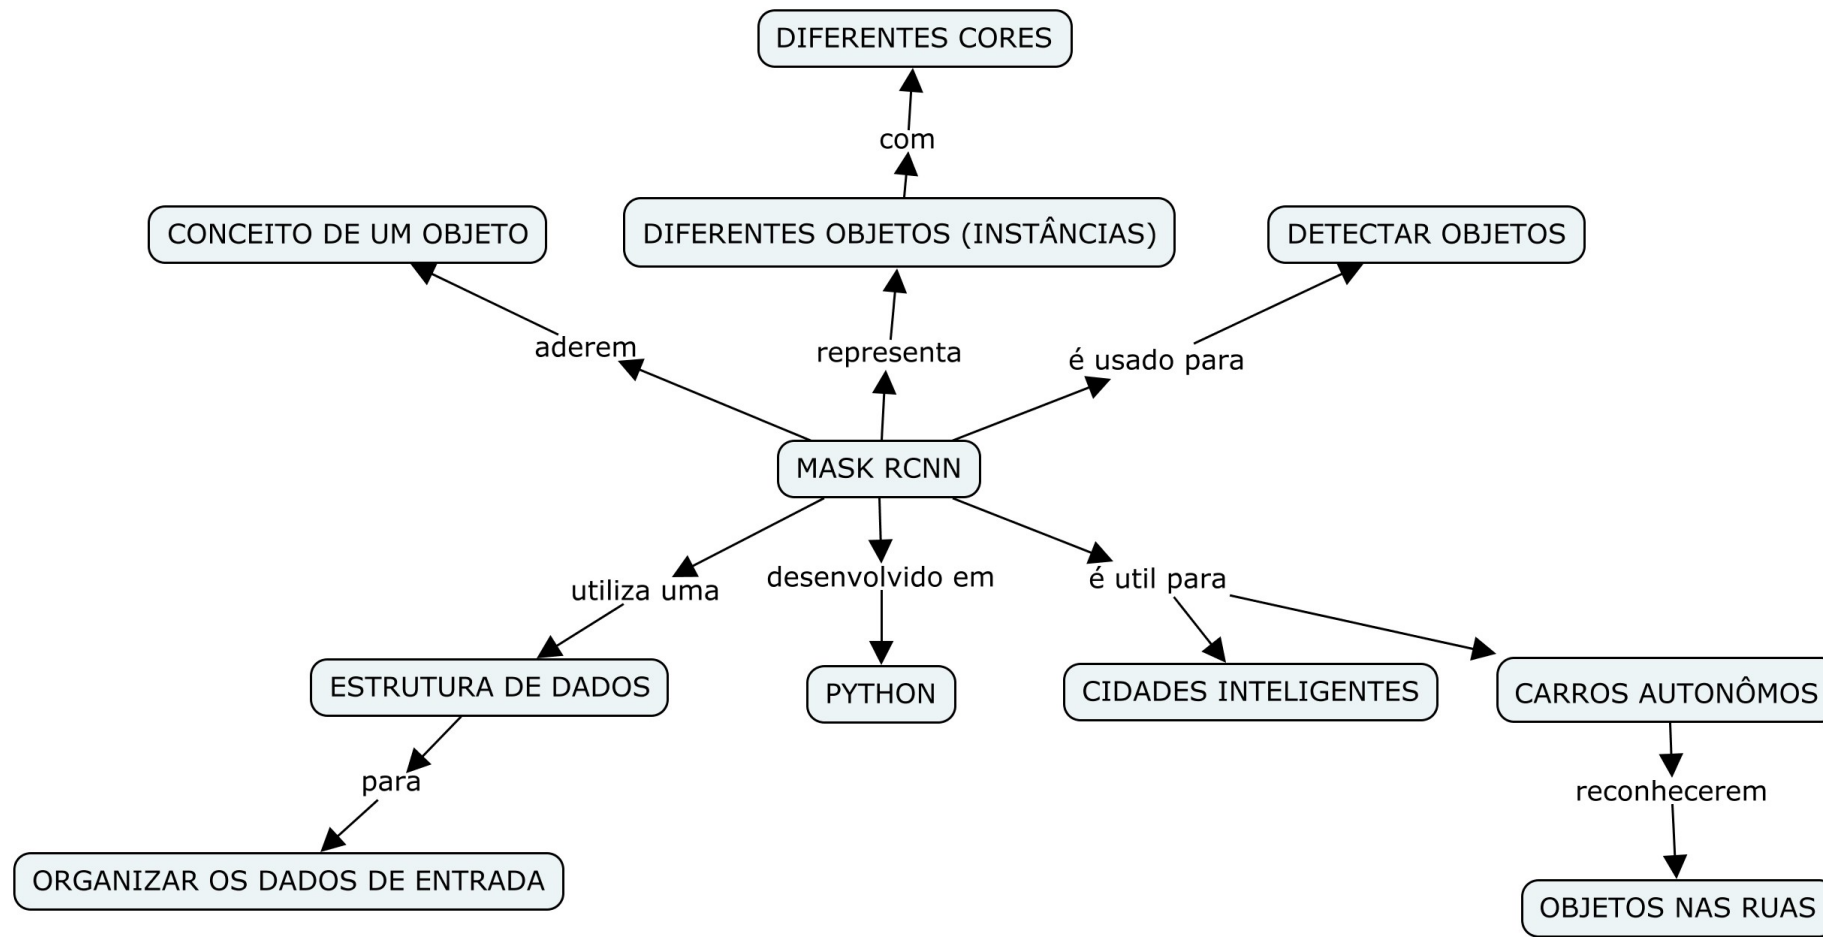 DIFERENTES CORES
com
CONCEITO DE UM OBJETO
DIFERENTES OBJETOS (INSTÂNCIAS)
DETECTAR OBJETOS
aderem
representa
é usado para
MASK RCNN
utiliza uma
desenvolvido em
é util para
ESTRUTURA DE DADOS
PYTHON
CIDADES INTELIGENTES
CARROS AUTONÔMOS
para
reconhecerem
ORGANIZAR OS DADOS DE ENTRADA
OBJETOS NAS RUAS